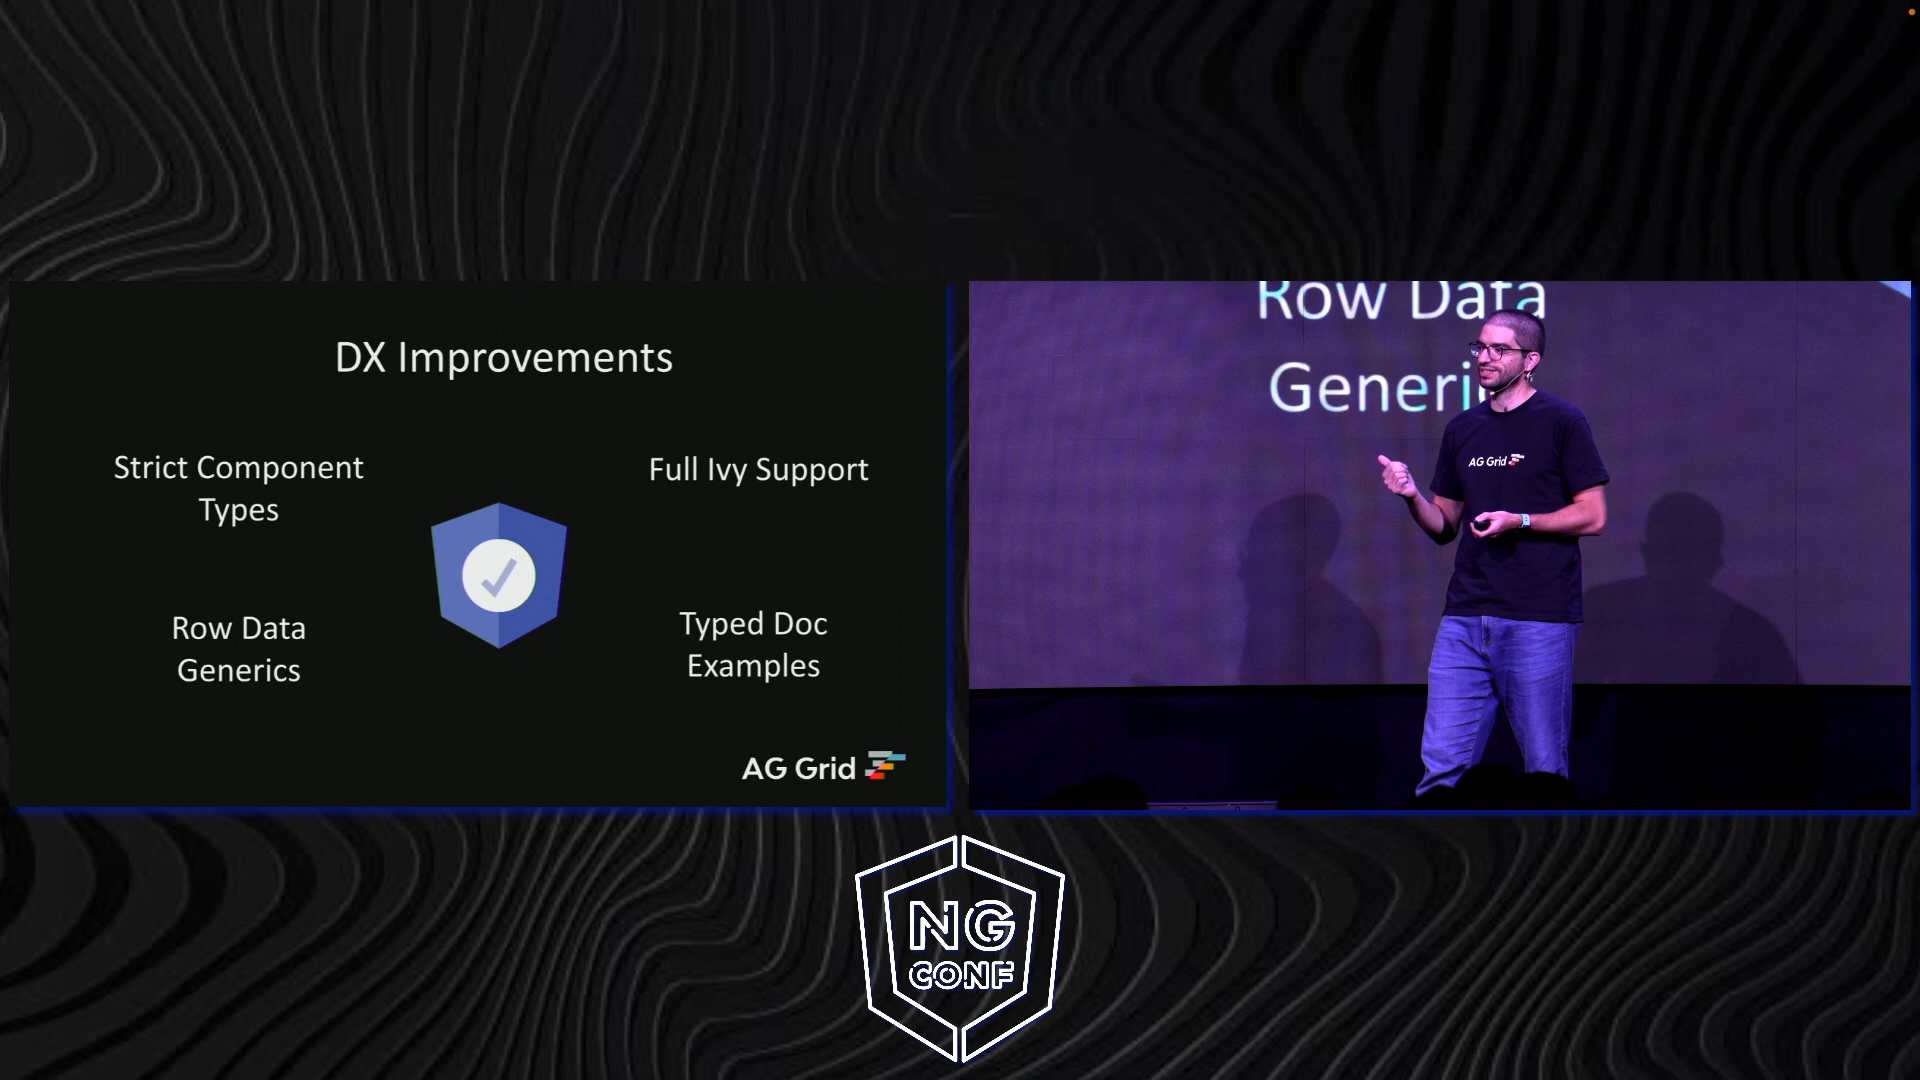 DX Improvements
Strict Component
Types
Full Ivy Support
Row Data
Generics
Typed Doc
Examples
AG Grid
Row Data
Generi
AG Grid
NG
CONF